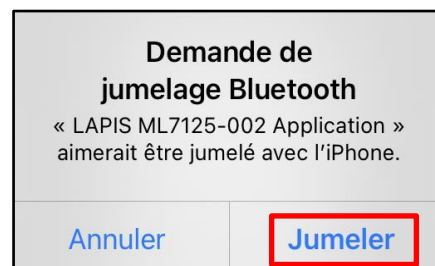 Demande de
jumelage Bluetooth
« LAPIS ML7125-002 Application »
aimerait être jumelé avec l’iPhone.
Annuler
Jumeler